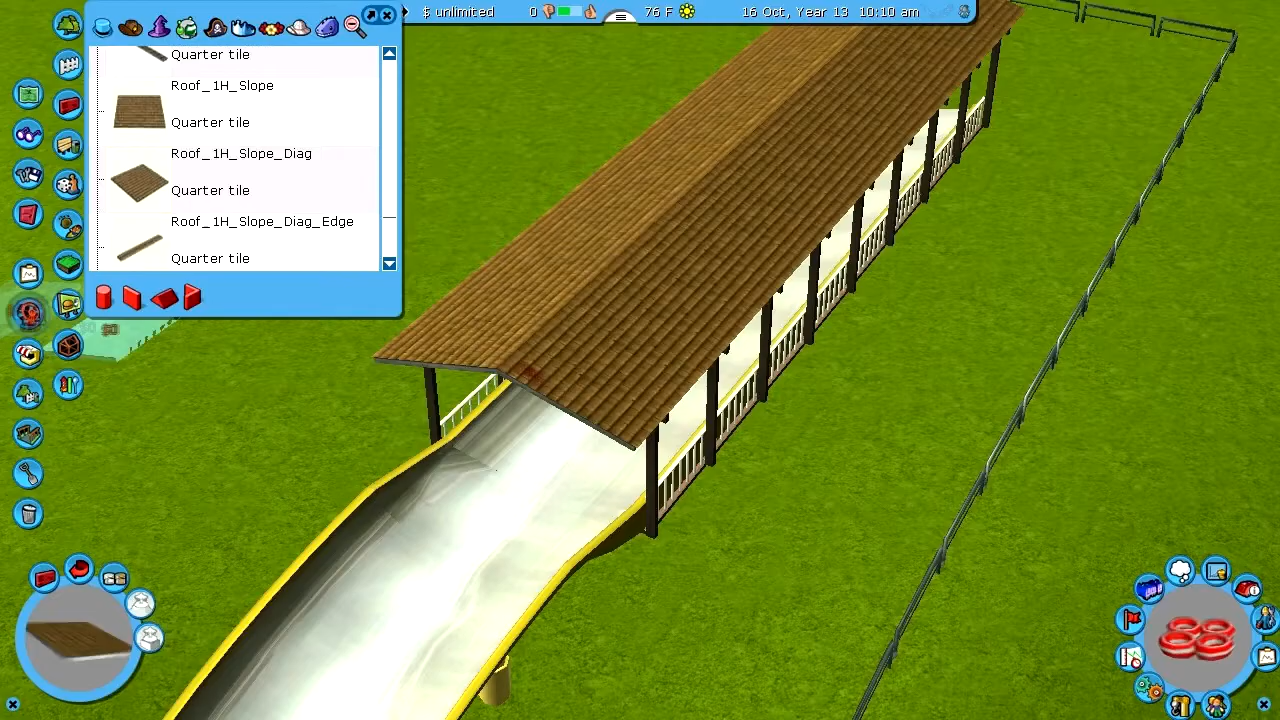 $ unlimited
0
76 F
16 Oct, Year 13 10:10 am
Quarter tile
Roof_1H_Slope
Quarter tile
Roof_1H_Slope_Diag
Quarter tile
Roof_1H_Slope_Diag_Edge
Quarter tile